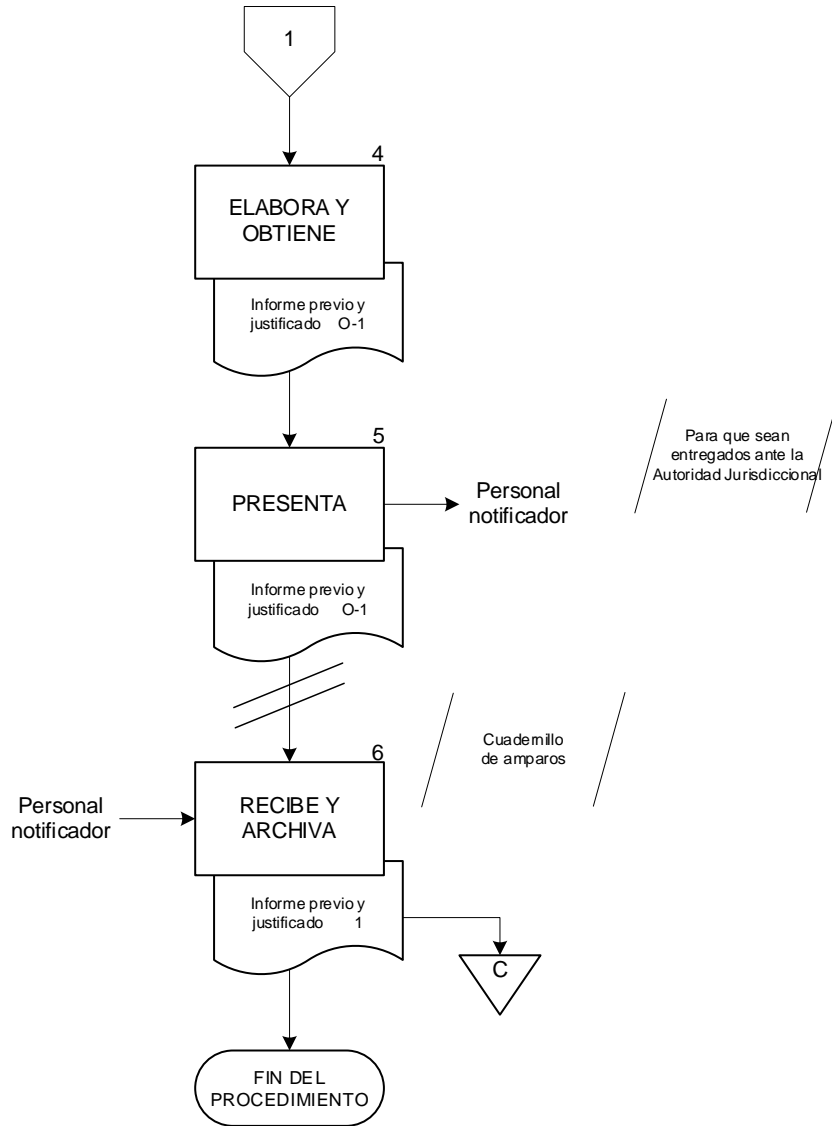 1
4
ELABORA Y
OBTIENE
Informe previo y
justificado O-1
5
PRESENTA
Personal
notificador
Para que sean
entregados ante la
Autoridad Jurisdiccional
Informe previo y
justificado O-1
Cuadernillo
de amparos
6
Personal
notificador
RECIBE Y
ARCHIVA
Informe previo y
justificado 1
C
FIN DEL
PROCEDIMIENTO